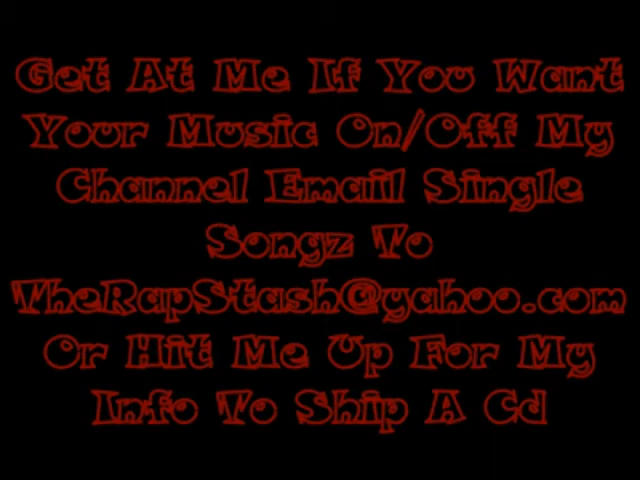 Get At Me If You Want
Your Music On/Off My
Channel Email Single
Songz To
TheRapStash@yahoo.com
Or Hit Me Up For My
Info To Ship A Cd